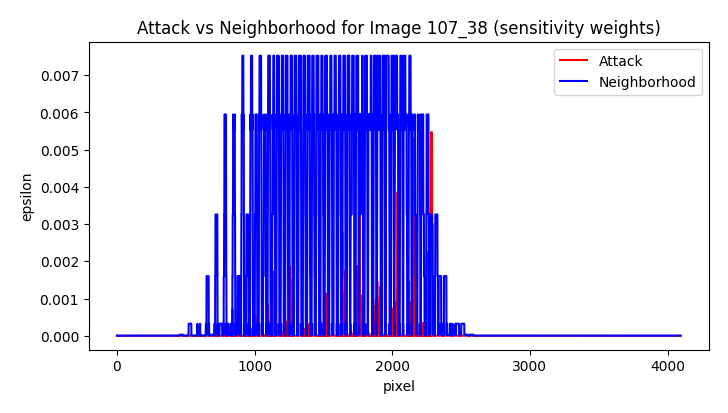 Attack vs Neighborhood for Image 107_38 (sensitivity weights)
Attack
Neighborhood
0.007
0.006
0.005
0.004
0.003
0.002
0.001
0.000
epsilon
0
1000
2000
3000
4000
pixel